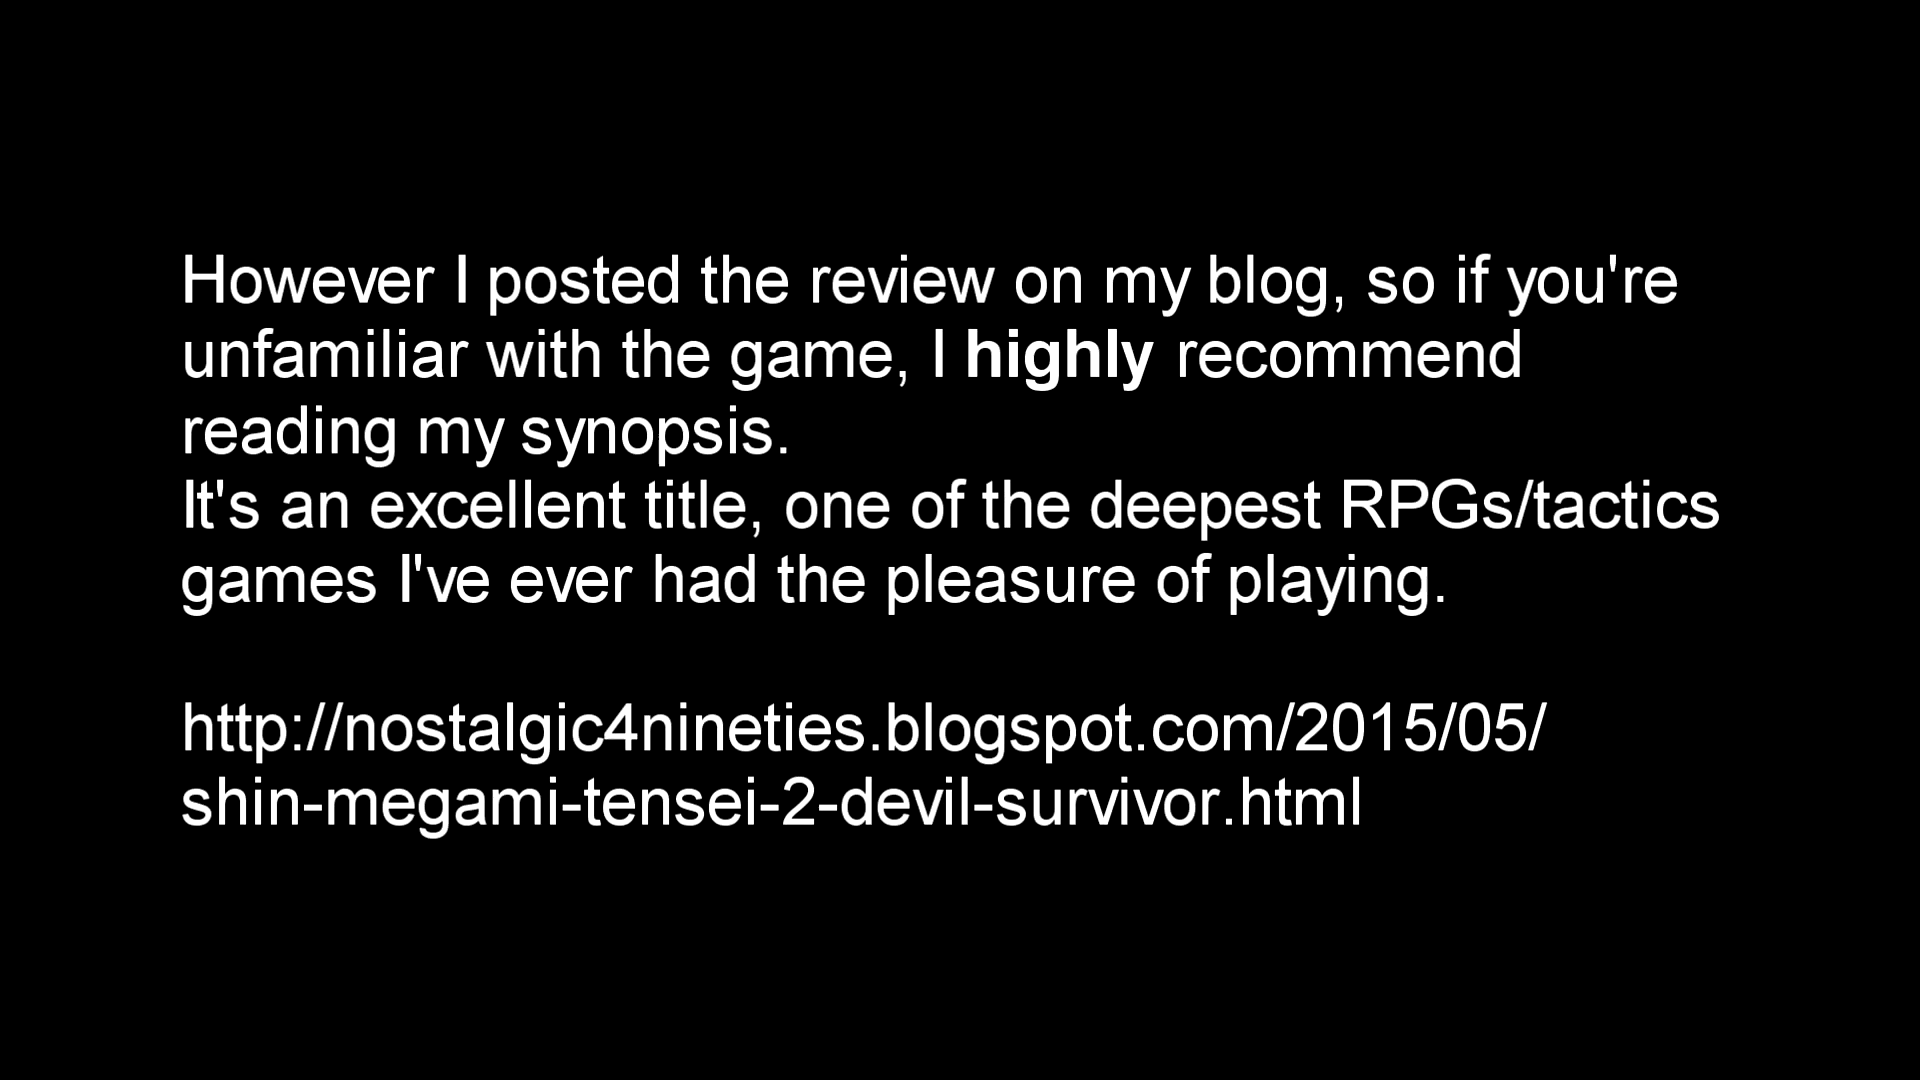 However I posted the review on my blog, so if you're
unfamiliar with the game, I highly recommend
reading my synopsis.
It's an excellent title, one of the deepest RPGs/tactics
games I've ever had the pleasure of playing.
http://nostalgic4nineties.blogspot.com/2015/05/
shin-megami-tensei-2-devil-survivor.html